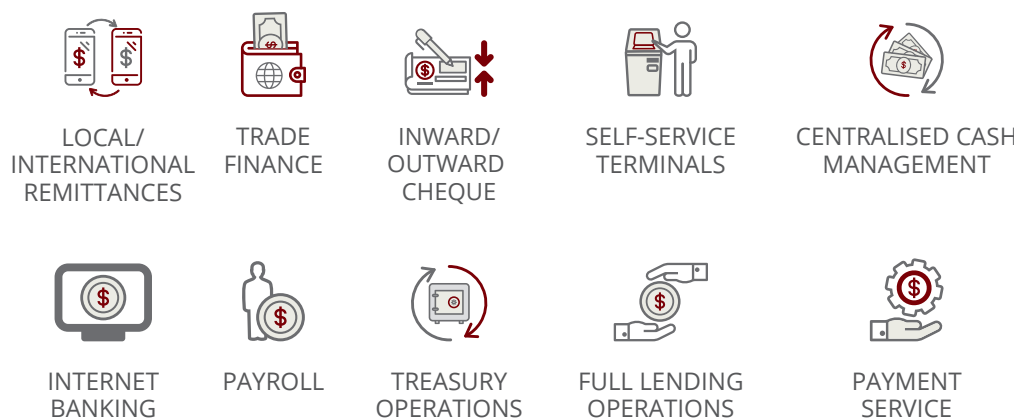 LOCAL/
INTERNATIONAL
REMITTANCES
TRADE
FINANCE
INWARD/
OUTWARD
CHEQUE
SELF-SERVICE
TERMINALS
CENTRALISED CASH
MANAGEMENT
INTERNET
BANKING
PAYROLL
TREASURY
OPERATIONS
FULL LENDING
OPERATIONS
PAYMENT
SERVICE